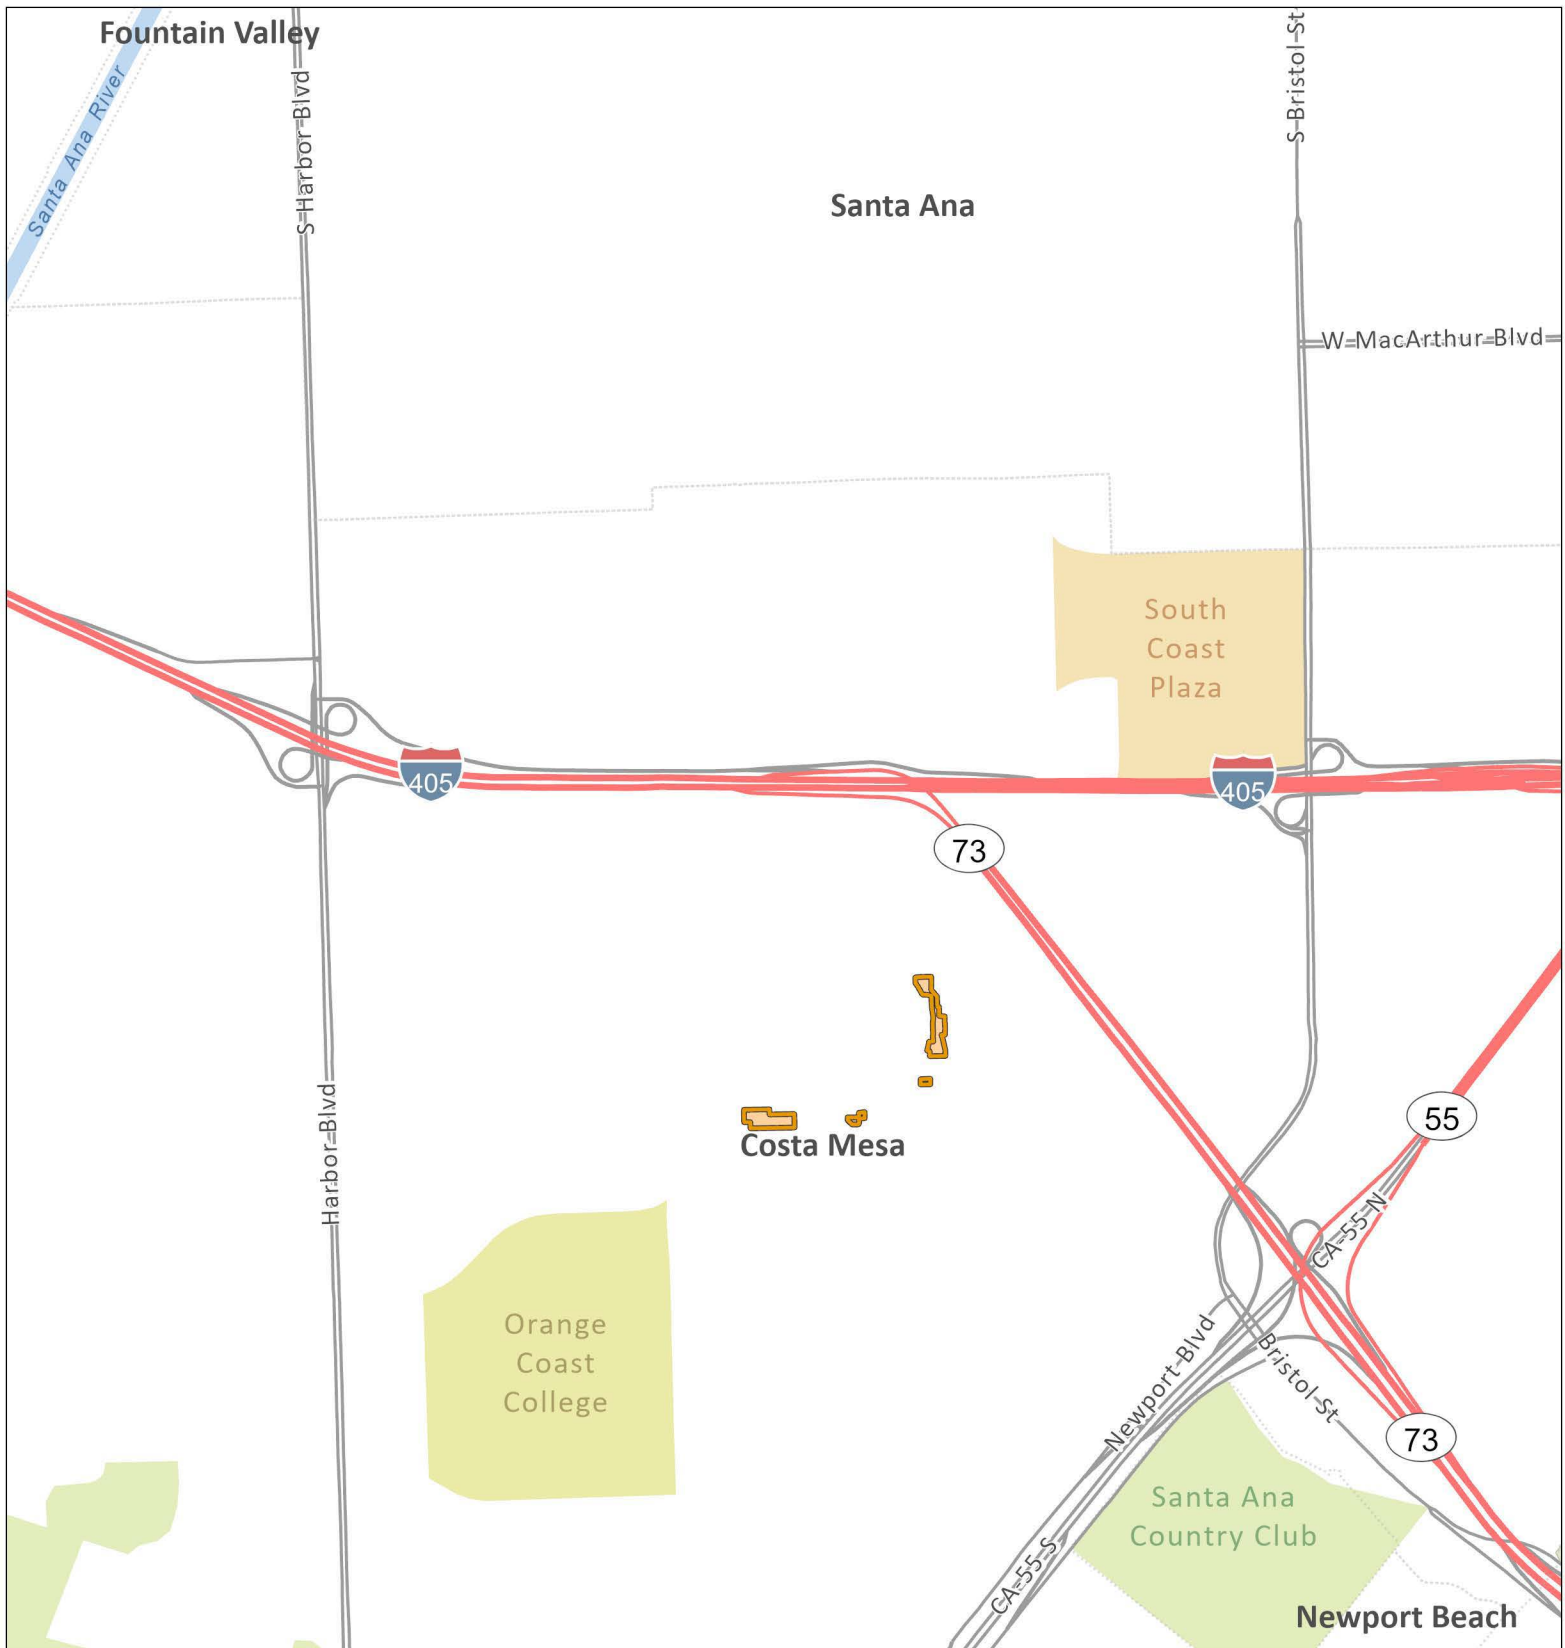 Fountain Valley
Santa Ana River
S Harbor Blvd
S Bristol St
Santa Ana
W MacArthur Blvd
South
Coast
Plaza
405
405
73
55
Harbor Blvd
Costa Mesa
CA-55 N
Orange
Coast
College
Newport Blvd
Bristol St
73
Santa Ana
Country Club
CA-55 S
Newport Beach